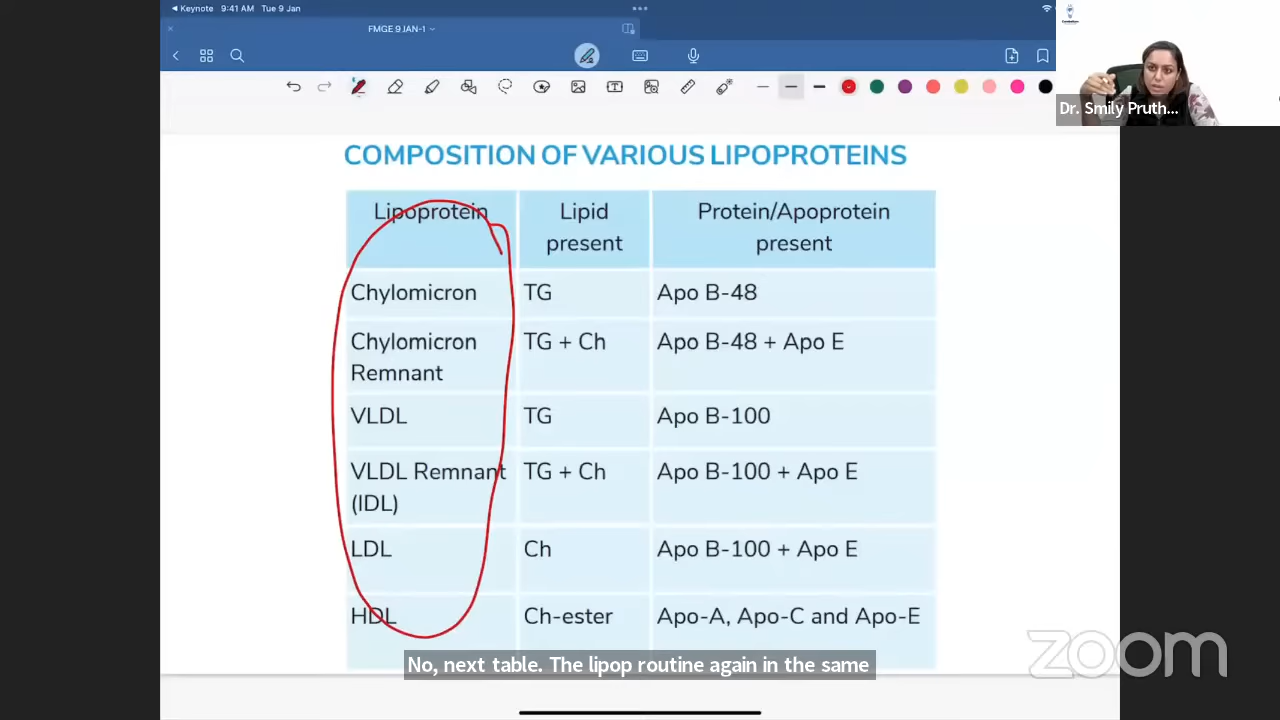 Keynote 9:41 AM Tue 9 Jan
FMGE 9 JAN-1
Dr. Smily Pruth...
COMPOSITION OF VARIOUS LIPOPROTEINS
Lipoprotein Lipid present Protein/Apoprotein present
Chylomicron TG Apo B-48
Chylomicron Remnant TG + Ch Apo B-48 + Apo E
VLDL TG Apo B-100
VLDL Remnant (IDL) TG + Ch Apo B-100 + Apo E
LDL Ch Apo B-100 + Apo E
HDL Ch-ester Apo-A, Apo-C and Apo-E
No, next table. The lipop routine again in the same
zoom